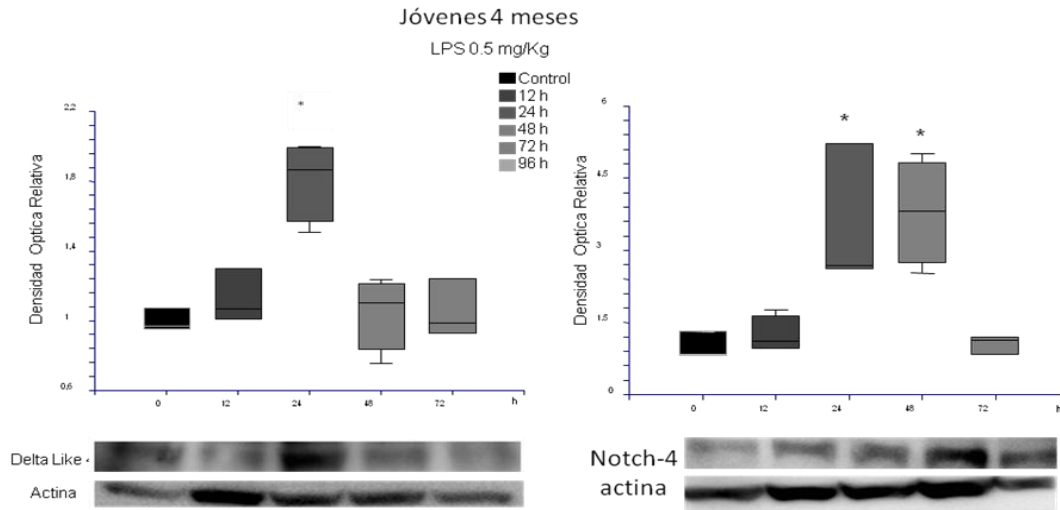 Jóvenes 4 meses
LPS 0.5 mg/Kg
Control
12 h
24 h
48 h
72 h
96 h
Densidad Optica Relativa
2,2
1,8
1,4
1
0,6
*
0
12
24
48
72
h
Delta Like
Actina
Densidad Optica Relativa
6
4,5
3
1,5
0
*
*
0
12
24
48
72
h
Notch-4
actina